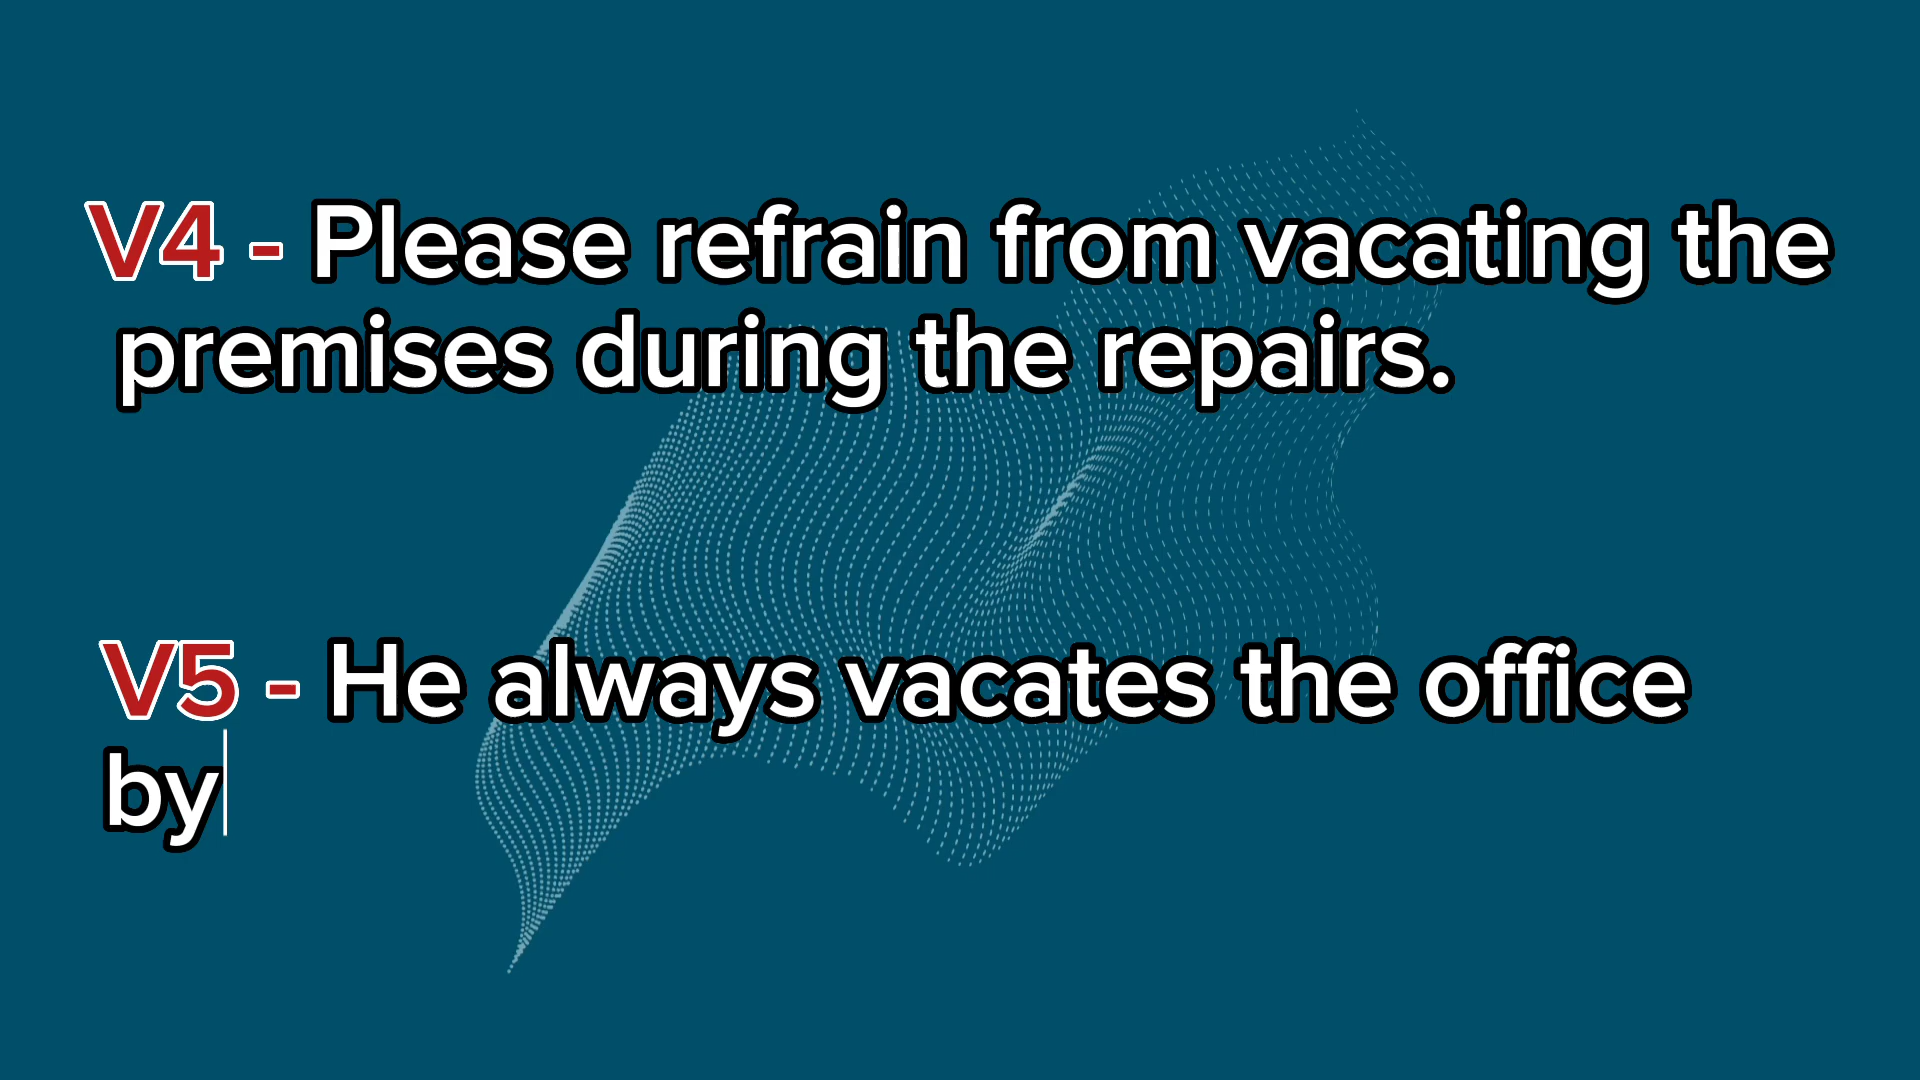 V4 - Please refrain from vacating the
premises during the repairs.
V5 - He always vacates the office
by